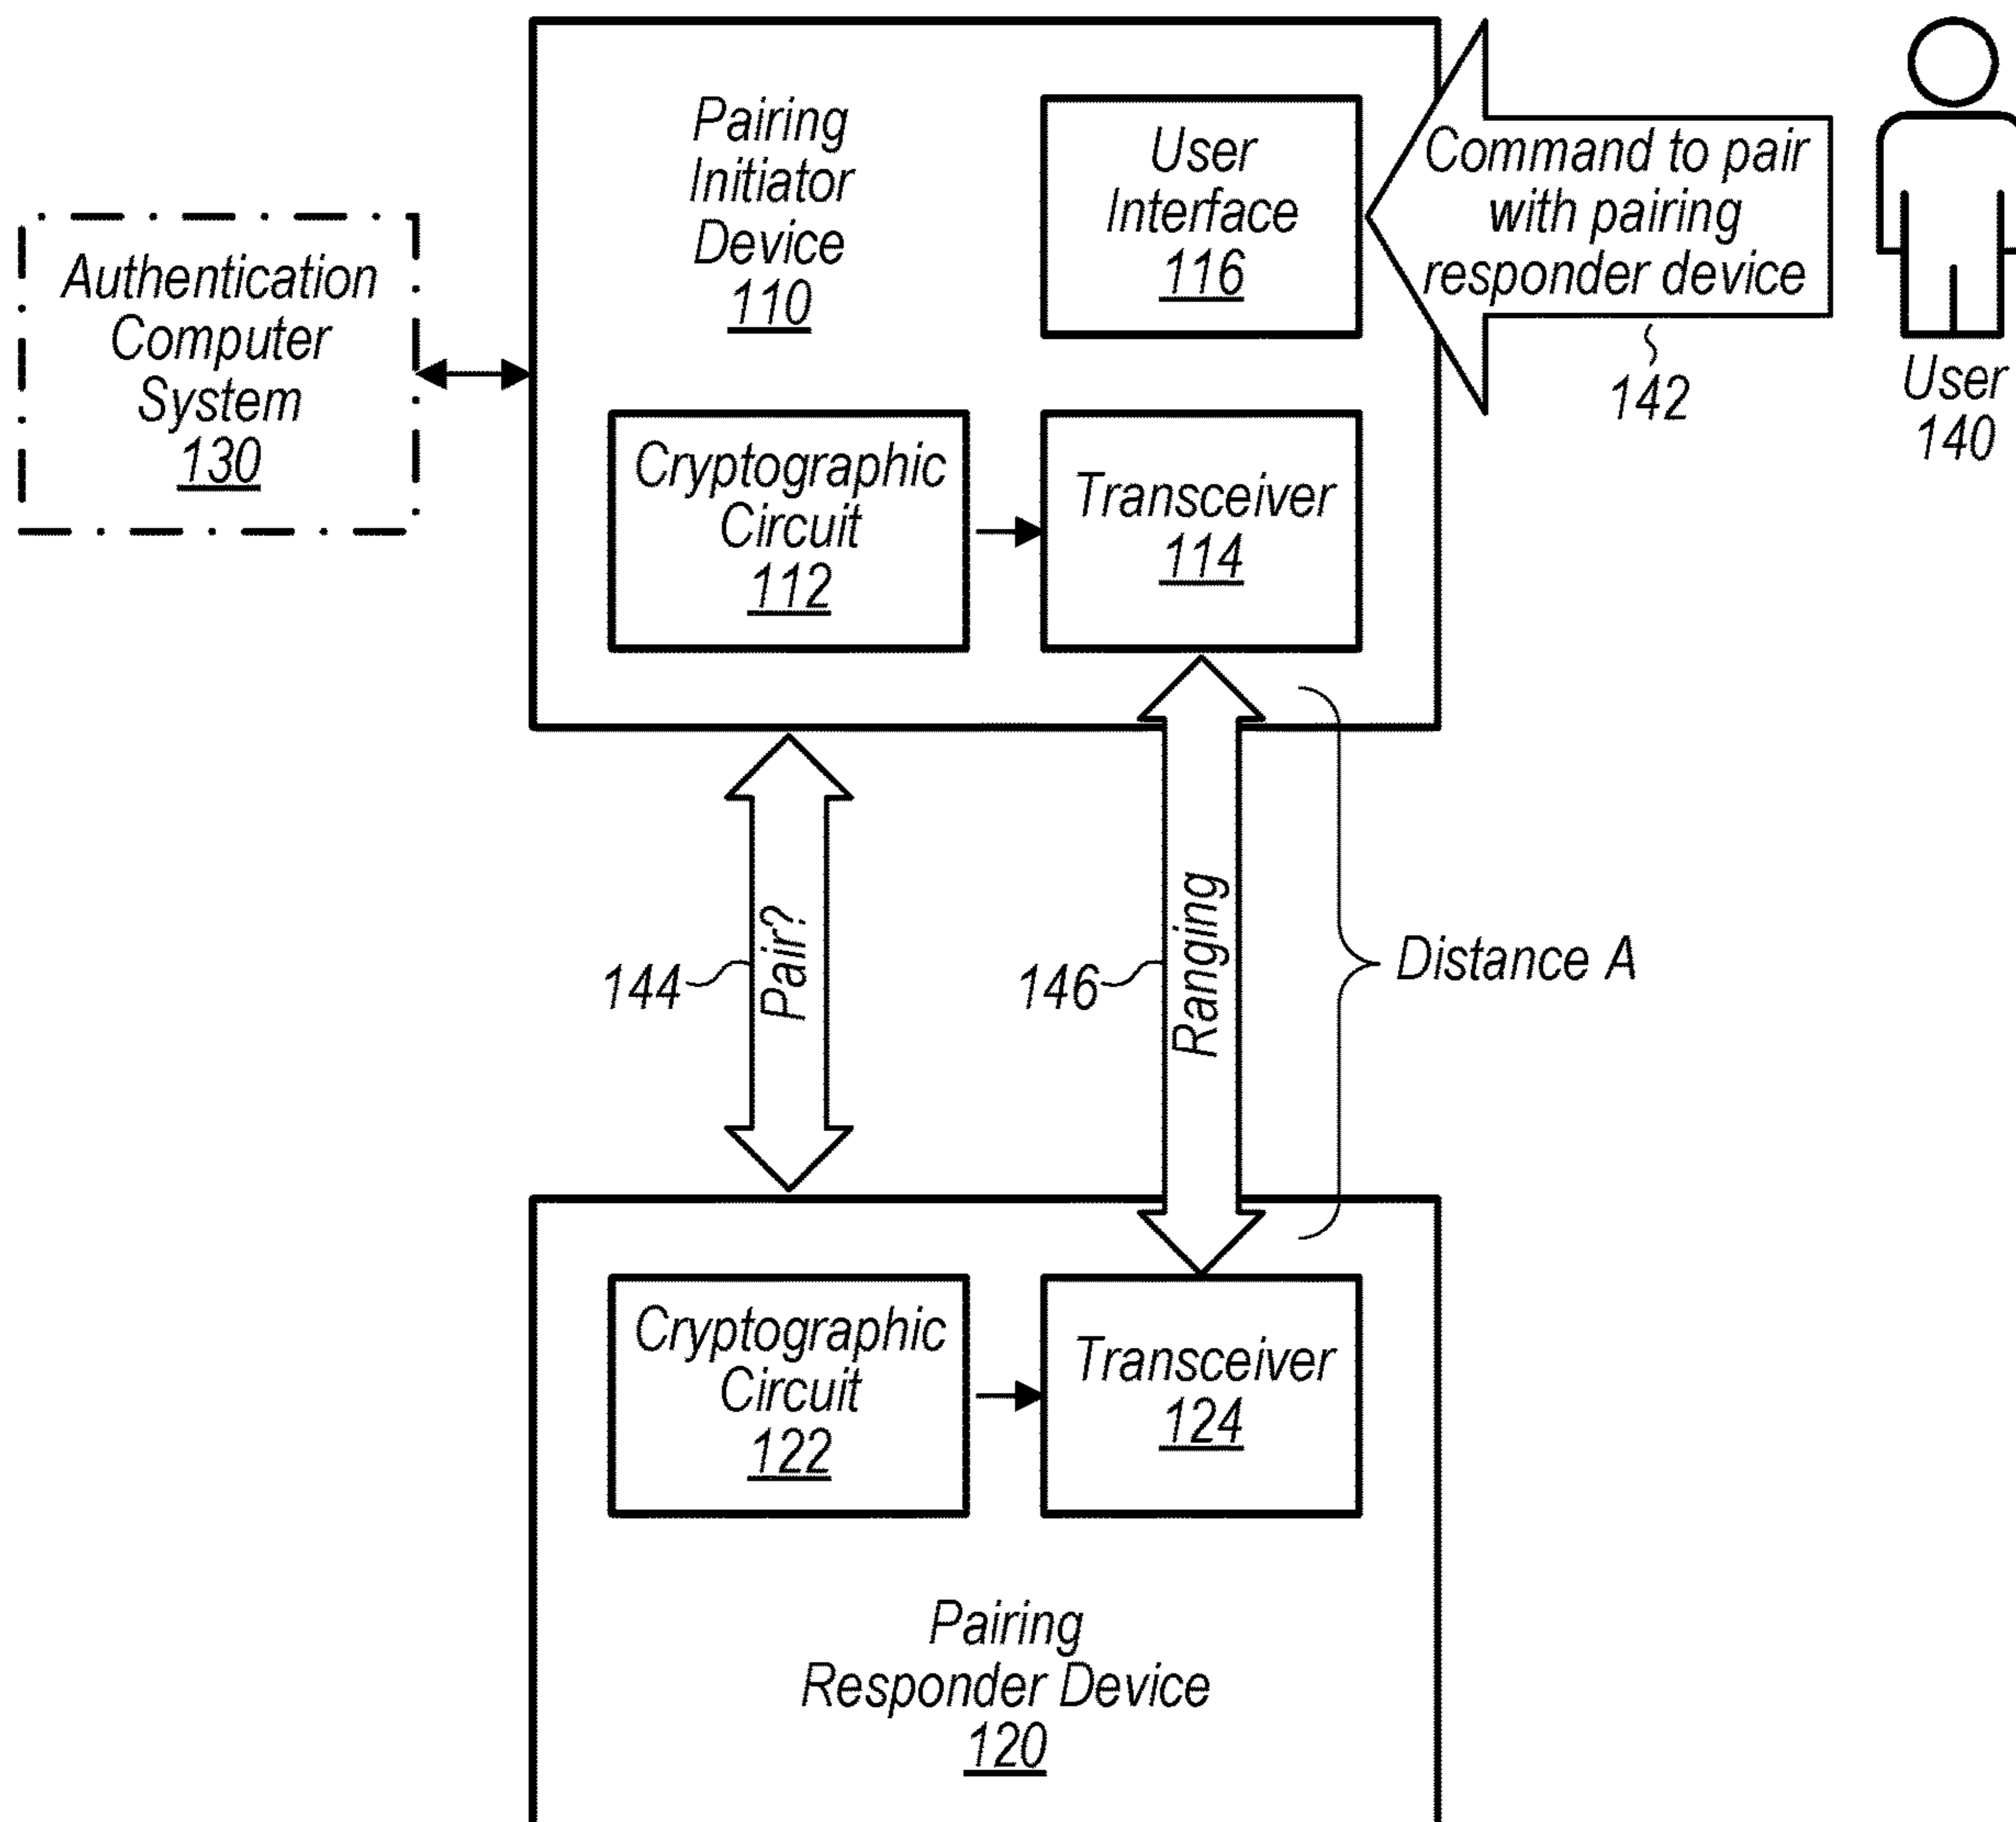 Pairing
Initiator
Device
110
User
Interface
116
Command to pair
with pairing
responder device
142
User
140
Authentication
Computer
System
130
Cryptographic
Circuit
112
Transceiver
114
144
Pair?
146
Ranging
Distance A
Cryptographic
Circuit
122
Transceiver
124
Pairing
Responder Device
120